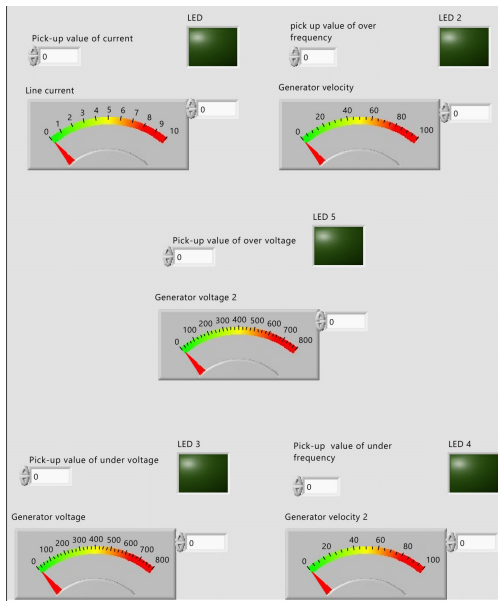 LED
Pick-up value of current
0
pick up value of over
frequency
0
LED 2
Line current
0 1 2 3 4 5 6 7 8 9 10
0
Generator velocity
0 20 40 60 80 100
0
LED 5
Pick-up value of over voltage
0
Generator voltage 2
0 100 200 300 400 500 600 700 800
0
LED 3
Pick-up value of under voltage
0
Pick-up value of under
frequency
0
LED 4
Generator voltage
0 100 200 300 400 500 600 700 800
0
Generator velocity 2
0 20 40 60 80 100
0